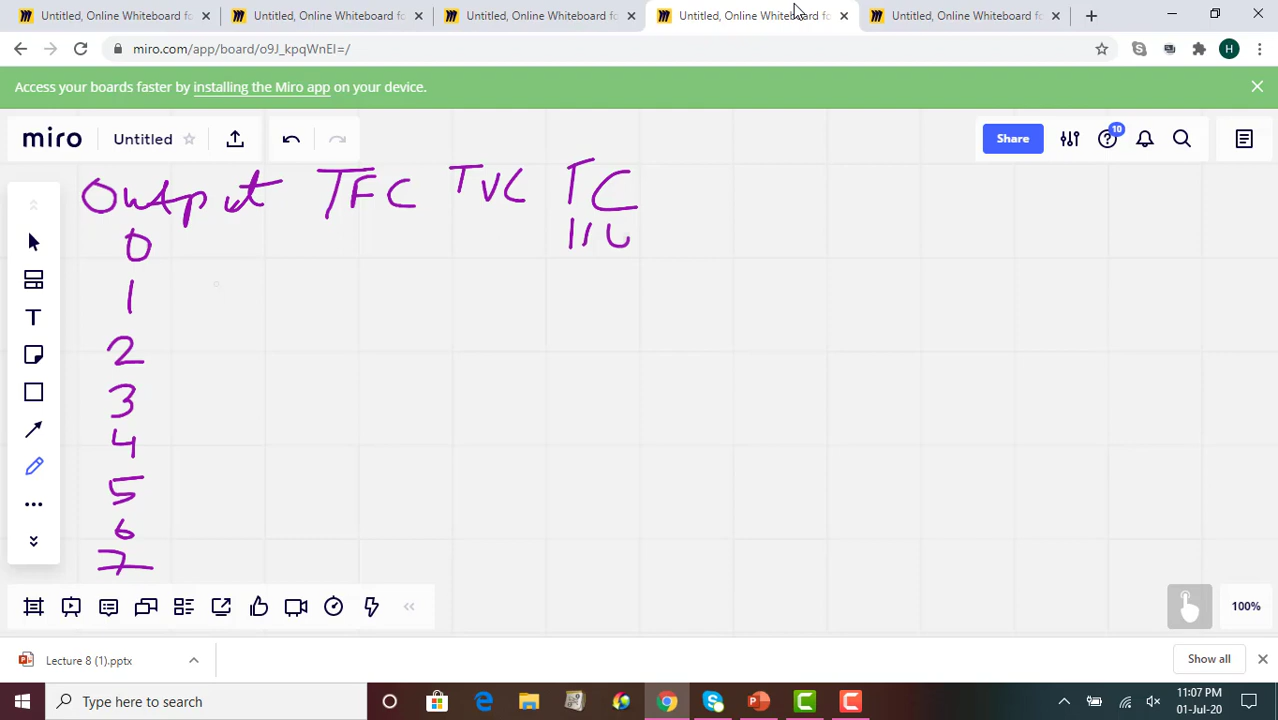 Untitled, Online Whiteboard fo
Untitled, Online Whiteboard fo
Untitled, Online Whiteboard fo
Untitled, Online Whiteboard fo
Untitled, Online Whiteboard for
miro.com/app/board/o9J_kpqWnEI=/
H
Access your boards faster by installing the Miro app on your device.
miro Untitled
Share
10
Output TFC TVC TC
0 110
1
2
3
4
5
6
7
T
100%
Lecture 8 (1).pptx
Show all
Type here to search
11:07 PM
01-Jul-20